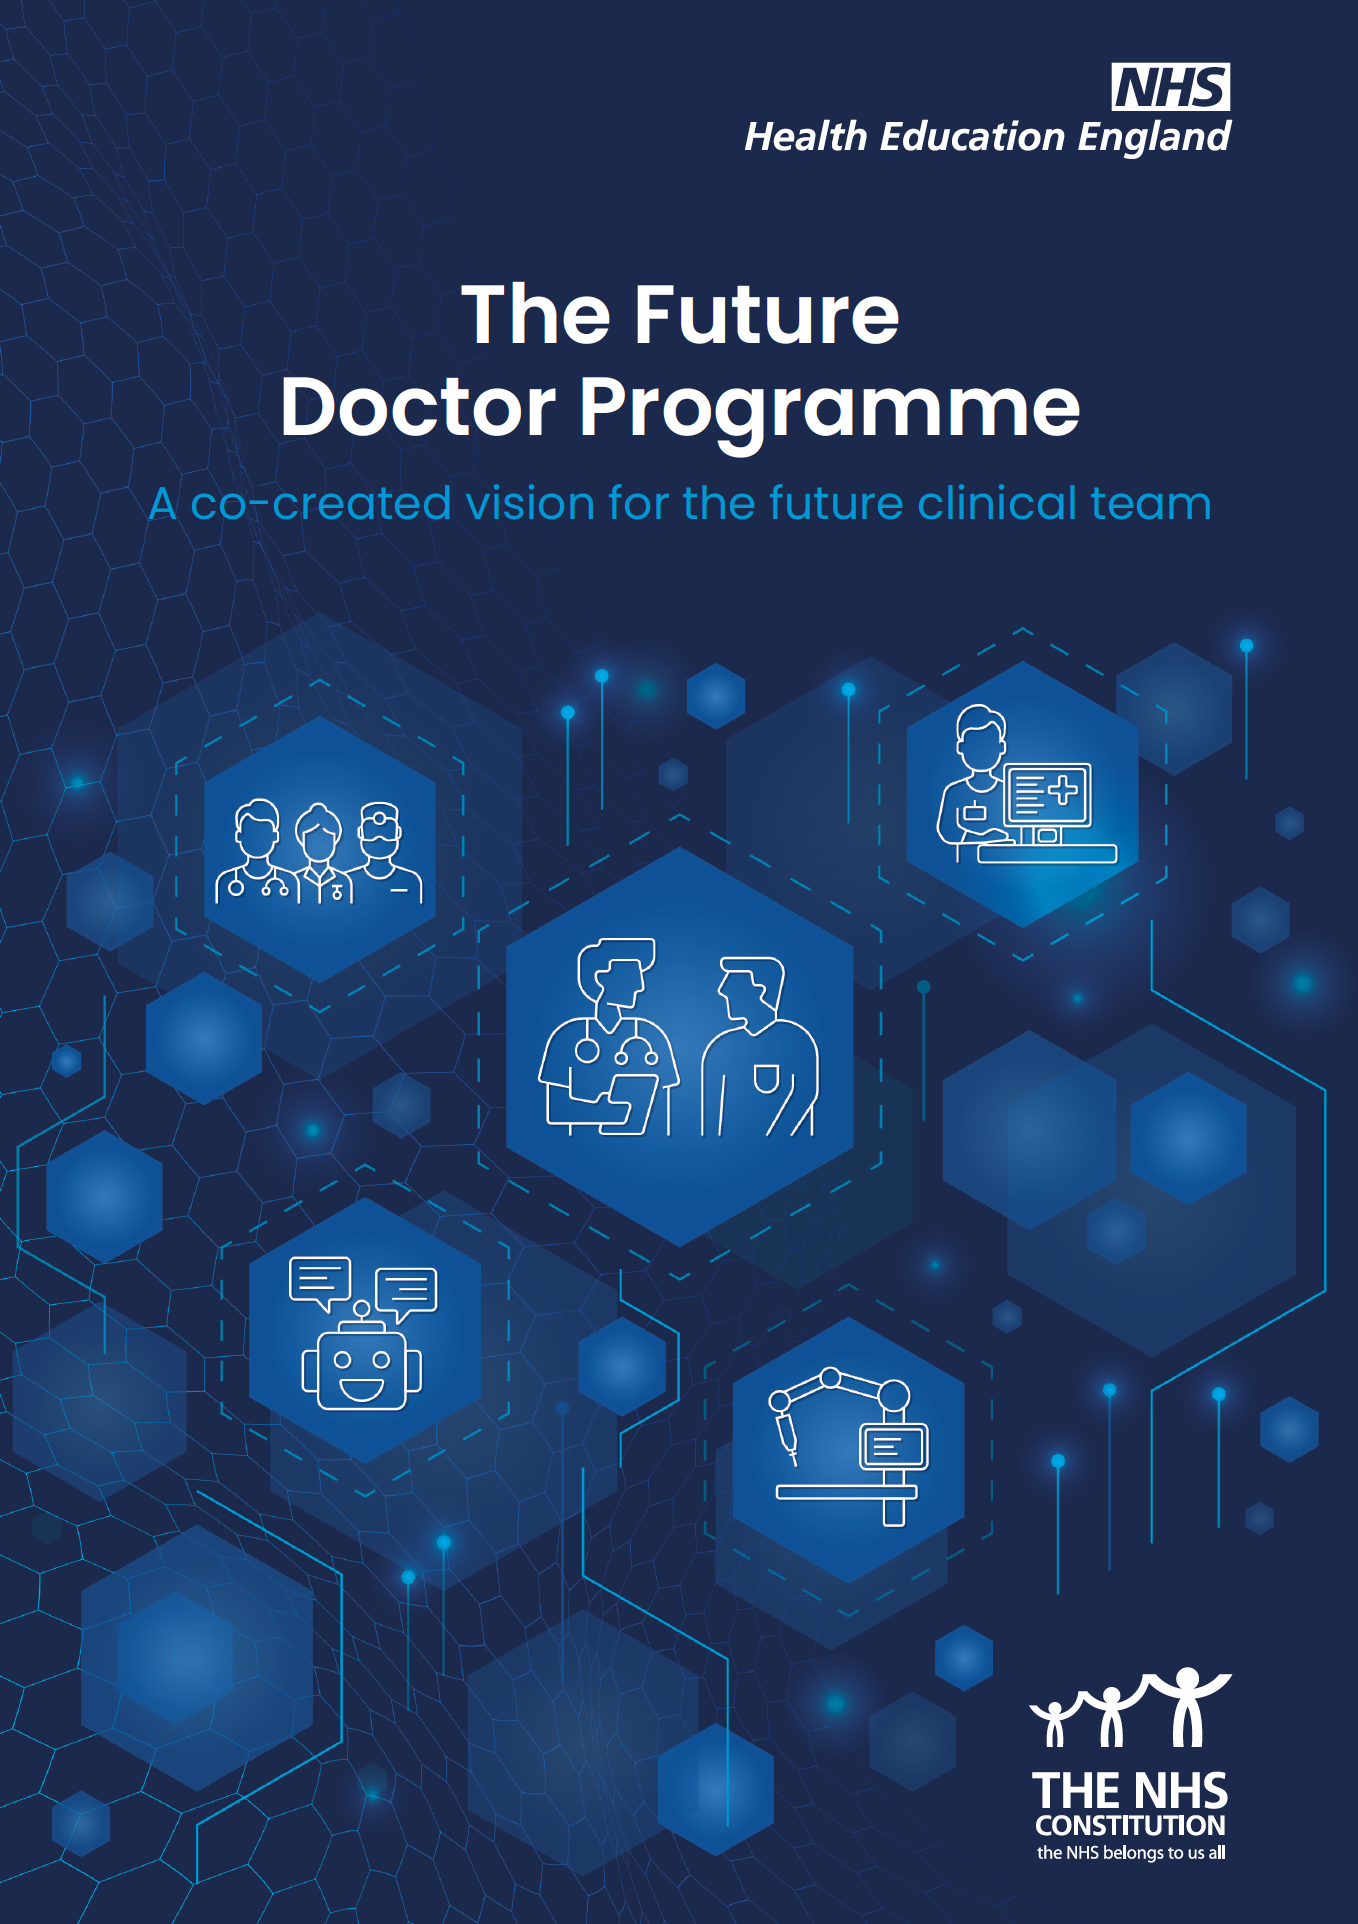 NHS
Health Education England
The Future
Doctor Programme
A co-created vision for the future clinical team
THE NHS
CONSTITUTION
the NHS belongs to us all